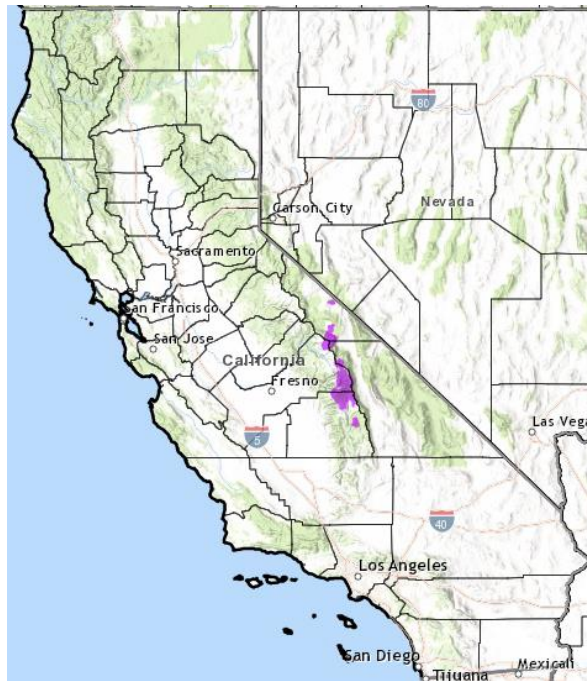 80
Nevada
Carson City
Sacramento
San Francisco
San Jose
California
Fresno
Las Vega
5
40
Los Angeles
San Diego
Tijuana
Mexicali